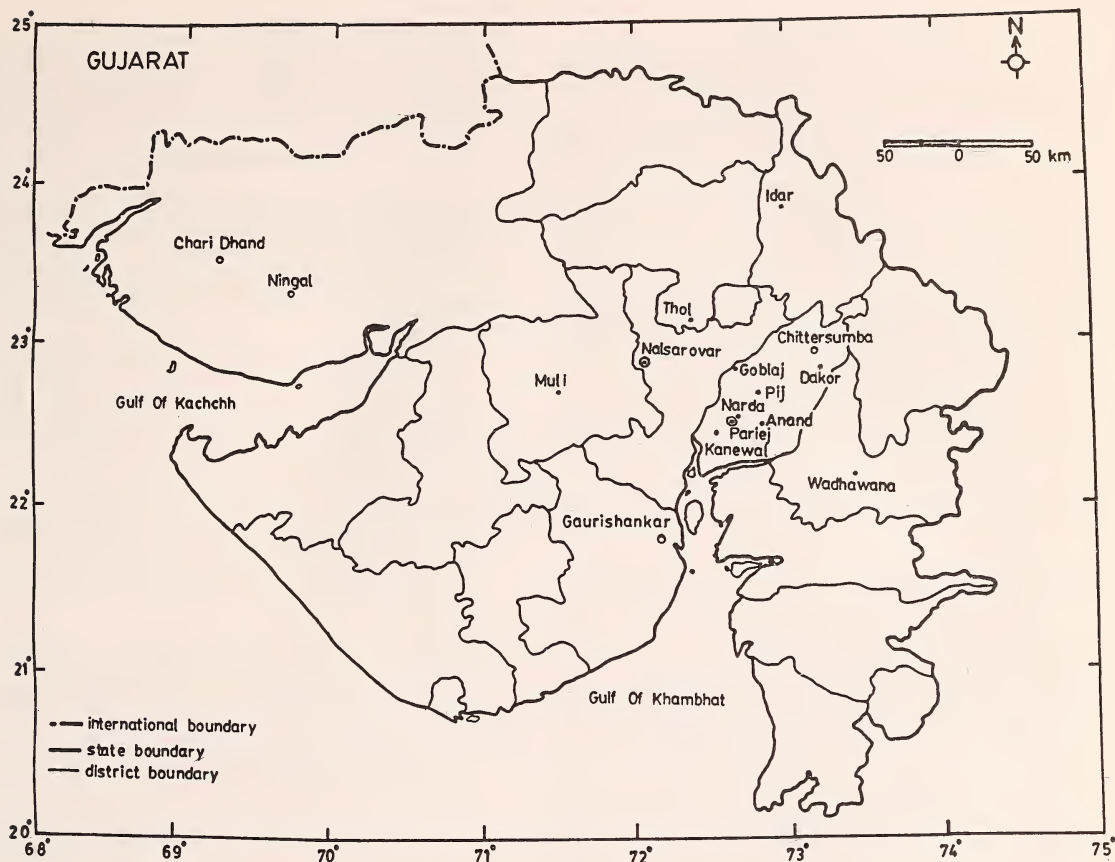 25°
GUJARAT
N
50 0 50 km
24°
Idar
Chari Dhand
Ningal
Thol
23°
Chittersumba
Nalsarovar
Goblaj
Dakor
Muli
Pij
Gulf Of Kachchh
Narda
Anand
Pariej
Kanewal
Wadhawana
22°
Gaurishankar
21°
Gulf Of Khambhat
international boundary
state boundary
district boundary
20°
68° 69° 70° 71° 72° 73° 74° 75°